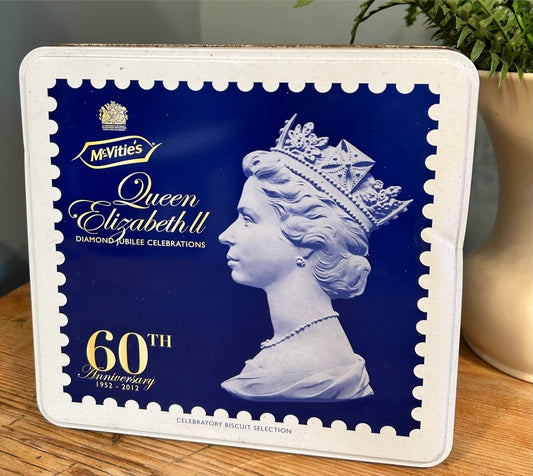 McVitie's
Queen
Elizabeth II
DIAMOND JUBILEE CELEBRATIONS
60TH
Anniversary
1952 - 2012
CELEBRATORY BISCUIT SELECTION